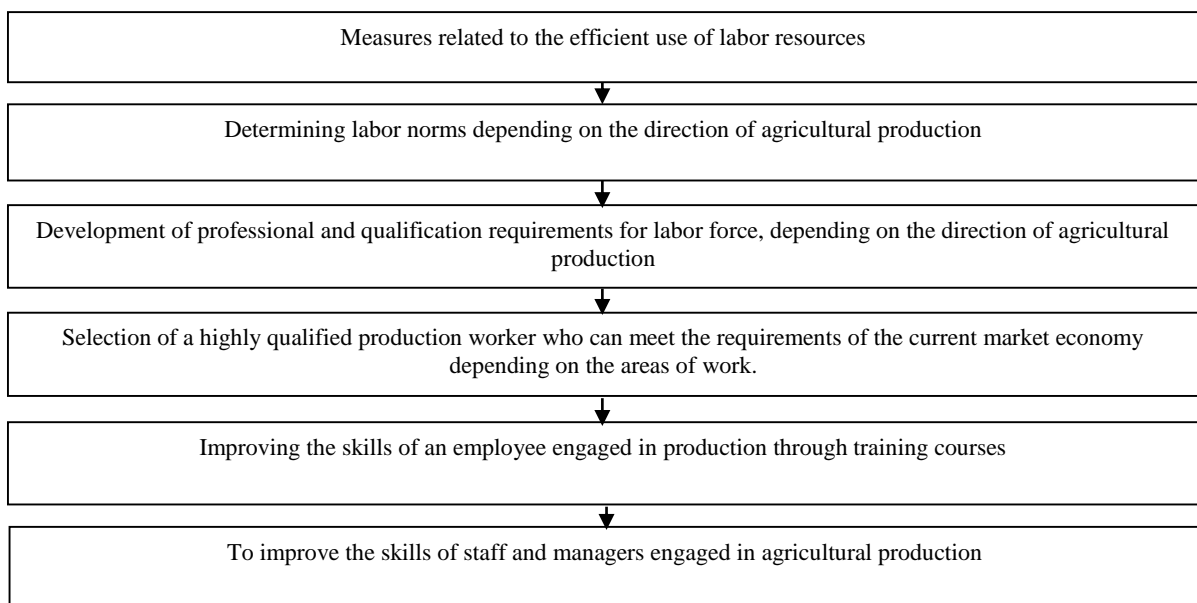 Measures related to the efficient use of labor resources
Determining labor norms depending on the direction of agricultural production
Development of professional and qualification requirements for labor force, depending on the direction of agricultural
production
Selection of a highly qualified production worker who can meet the requirements of the current market economy
depending on the areas of work.
Improving the skills of an employee engaged in production through training courses
To improve the skills of staff and managers engaged in agricultural production